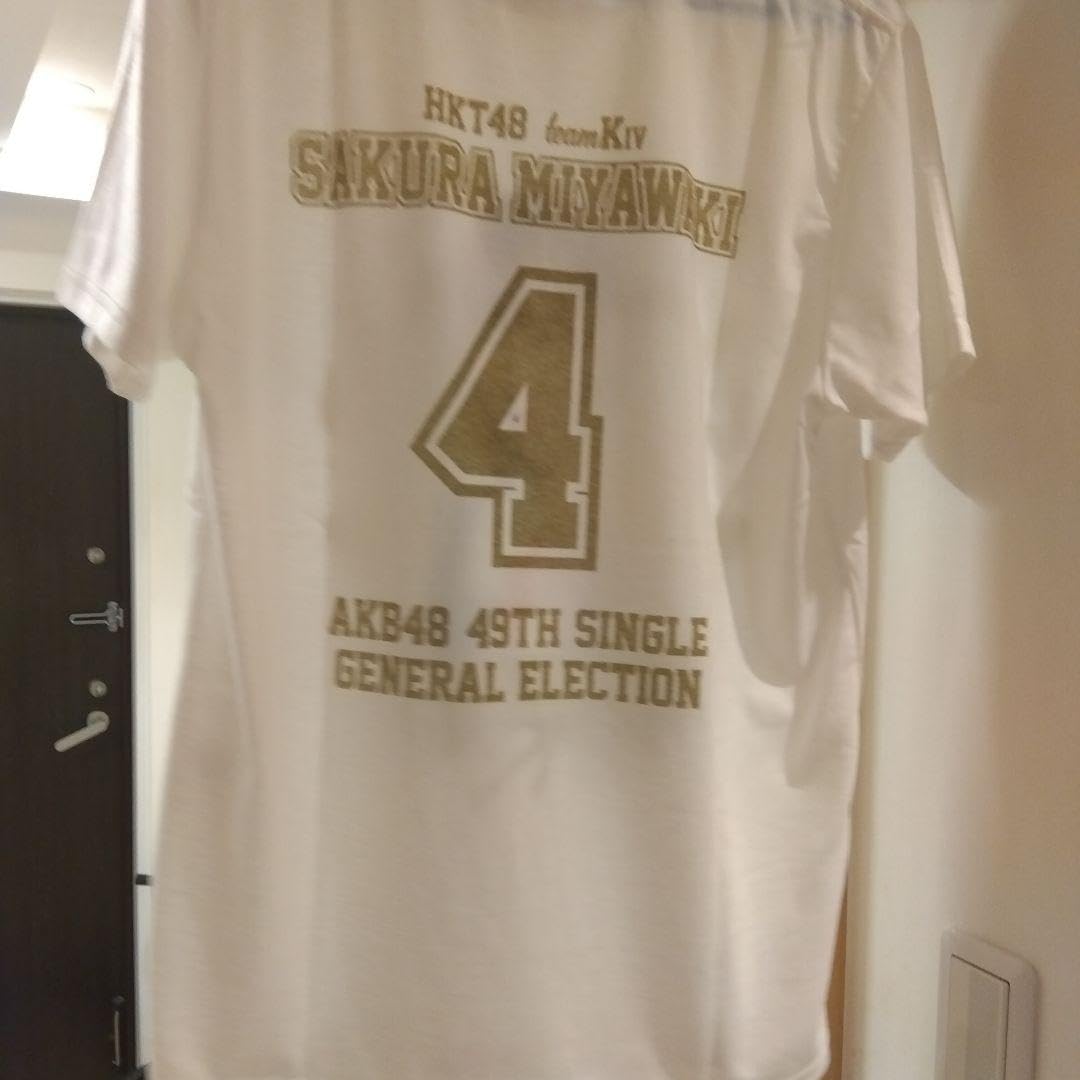 HKT48 teamKIV
SAKURA MIYAWAKI
4
AKB48 49TH SINGLE
GENERAL ELECTION